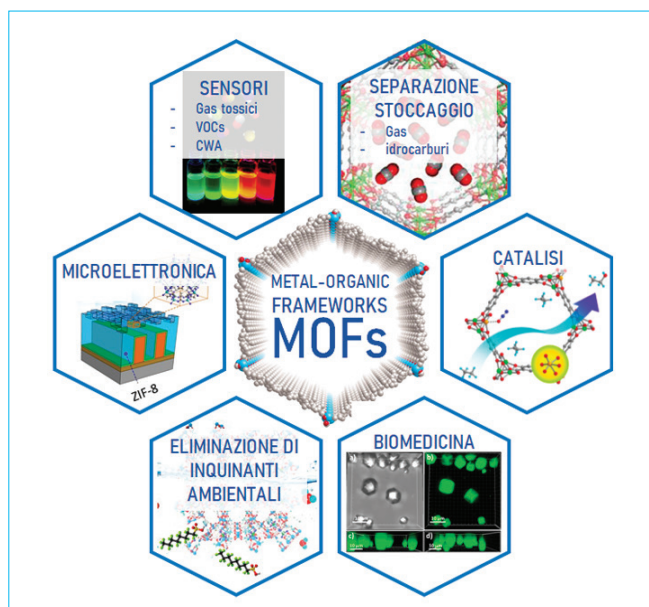 SENSORI
- Gas tossici
- VOCs
- CWA
SEPARAZIONE
STOCCAGGIO
- Gas
- idrocarburi
MICROELETTRONICA
ZIF-8
METAL-ORGANIC
FRAMEWORKS
MOFs
CATALISI
ELIMINAZIONE DI
INQUINANTI
AMBIENTALI
BIOMEDICINA
a)
b)
c)
d)